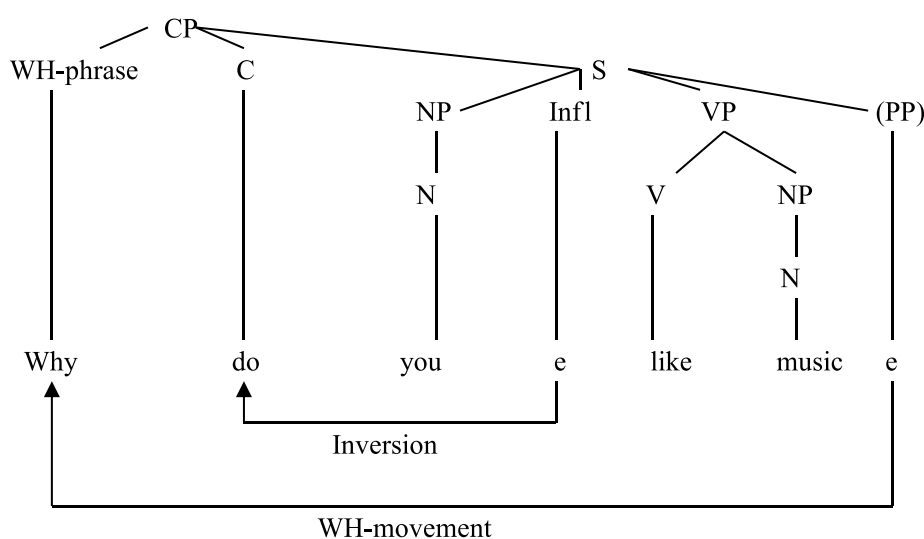 CP
WH-phrase C S
NP Infl VP (PP)
N V NP
N
Why do you e like music e
Inversion
WH-movement